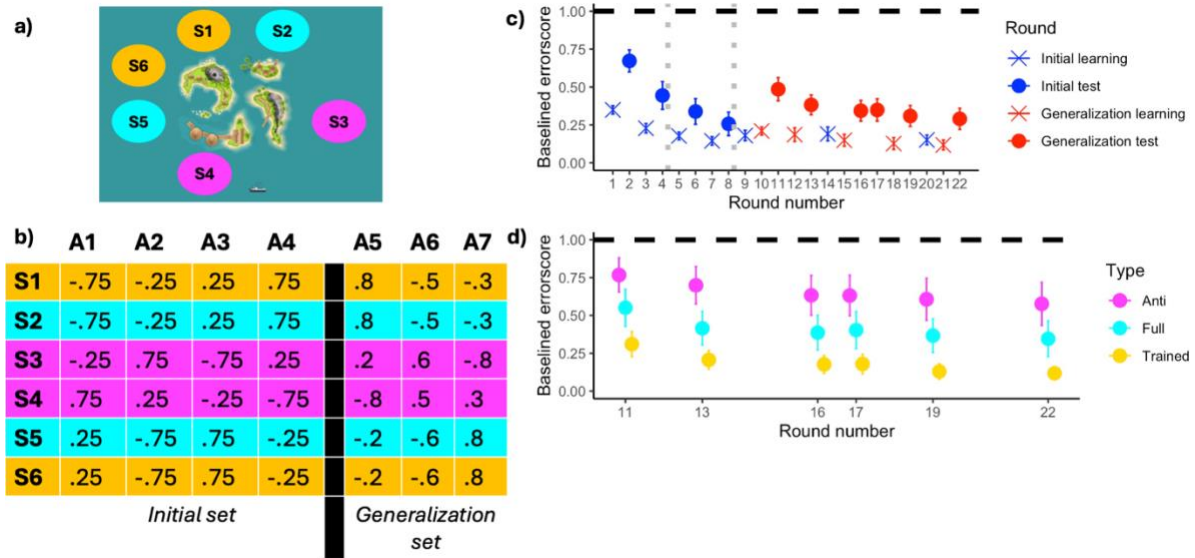 a)
S1 S2
S6
S5 S3
S4
b) A1 A2 A3 A4 A5 A6 A7
S1 -.75 -.25 .25 .75 .8 -.5 -.3
S2 -.75 -.25 .25 .75 .8 -.5 -.3
S3 -.25 .75 -.75 .25 .2 .6 -.8
S4 .75 .25 -.25 -.75 -.8 .5 .3
S5 .25 -.75 .75 -.25 -.2 -.6 .8
S6 .25 -.75 .75 -.25 -.2 -.6 .8
Initial set Generalization
set
c)
Baselined errorscore
1.00
0.75
0.50
0.25
0.00
1 2 3 4 5 6 7 8 9 10 11 12 13 14 15 16 17 18 19 20 21 22
Round number
Round
Initial learning
Initial test
Generalization learning
Generalization test
d)
Baselined errorscore
1.00
0.75
0.50
0.25
0.00
11 13 16 17 19 22
Round number
Type
Anti
Full
Trained